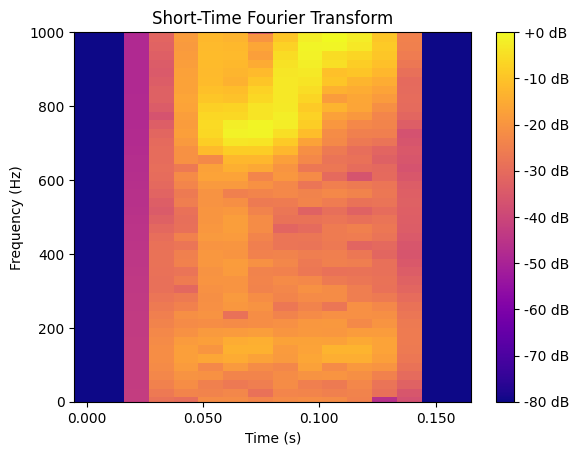 Short-Time Fourier Transform
1000
800
600
400
200
0
Frequency (Hz)
0.000
0.050
0.100
0.150
Time (s)
+0 dB
-10 dB
-20 dB
-30 dB
-40 dB
-50 dB
-60 dB
-70 dB
-80 dB